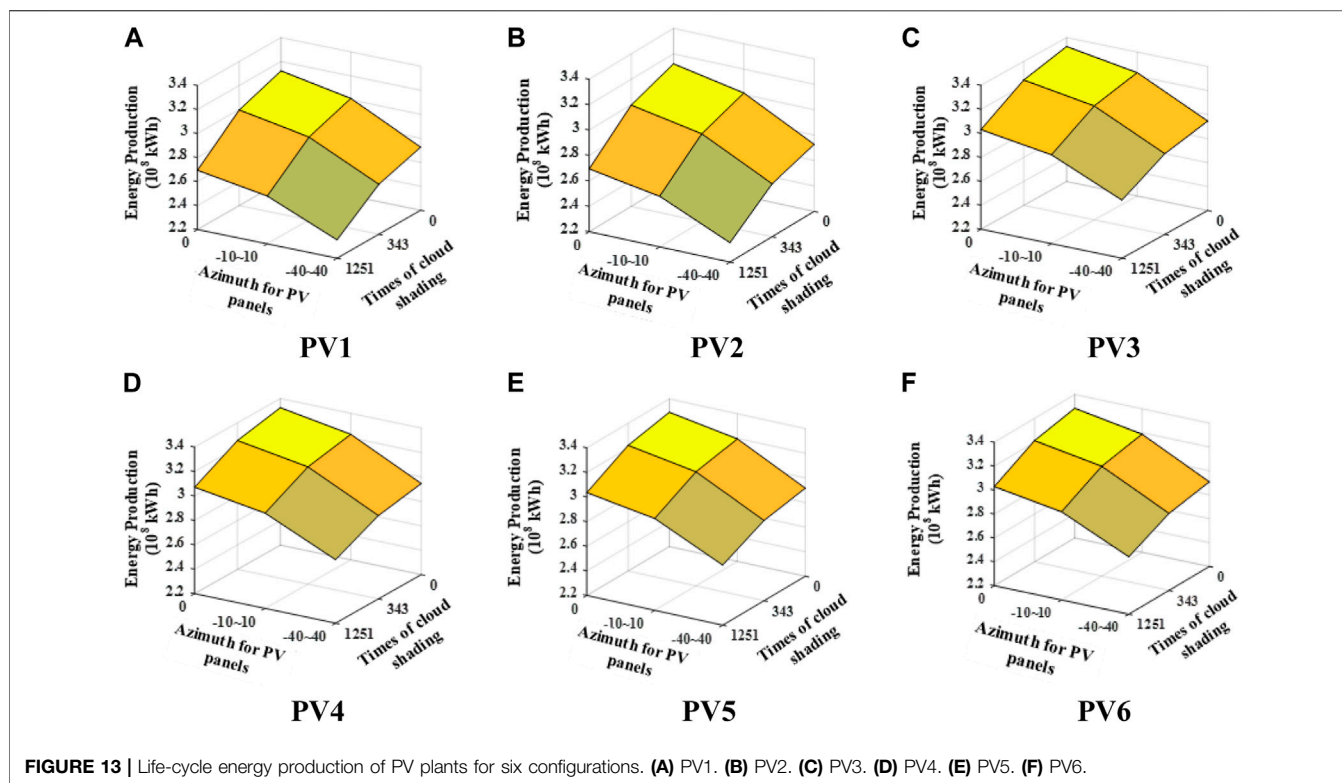 A
Energy Production
(10⁸ kWh)
3.4
3.2
3
2.8
2.6
2.4
2.2
0
-10~10
-40~40
Azimuth for PV
panels
1251
343
0
Times of cloud
shading
PV1
B
Energy Production
(10⁸ kWh)
3.4
3.2
3
2.8
2.6
2.4
2.2
0
-10~10
-40~40
Azimuth for PV
panels
1251
343
0
Times of cloud
shading
PV2
C
Energy Production
(10⁸ kWh)
3.4
3.2
3
2.8
2.6
2.4
2.2
0
-10~10
-40~40
Azimuth for PV
panels
1251
343
0
Times of cloud
shading
PV3
D
Energy Production
(10⁸ kWh)
3.4
3.2
3
2.8
2.6
2.4
2.2
0
-10~10
-40~40
Azimuth for PV
panels
1251
343
0
Times of cloud
shading
PV4
E
Energy Production
(10⁸ kWh)
3.4
3.2
3
2.8
2.6
2.4
2.2
0
-10~10
-40~40
Azimuth for PV
panels
1251
343
0
Times of cloud
shading
PV5
F
Energy Production
(10⁸ kWh)
3.4
3.2
3
2.8
2.6
2.4
2.2
0
-10~10
-40~40
Azimuth for PV
panels
1251
343
0
Times of cloud
shading
PV6
FIGURE 13 | Life-cycle energy production of PV plants for six configurations. (A) PV1. (B) PV2. (C) PV3. (D) PV4. (E) PV5. (F) PV6.